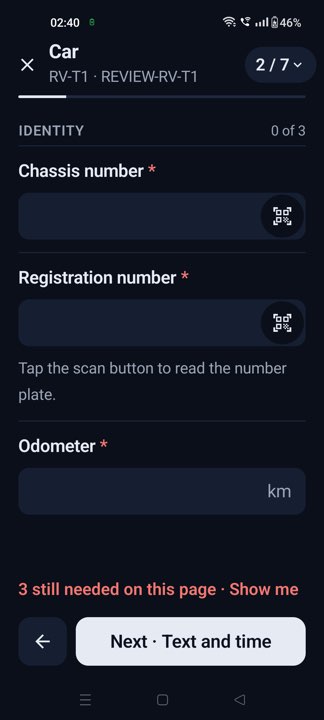 02:40
46%
Car
RV-T1 · REVIEW-RV-T1
2 / 7
IDENTITY
0 of 3
Chassis number *
Registration number *
Tap the scan button to read the number
plate.
Odometer *
km
3 still needed on this page · Show me
Next · Text and time